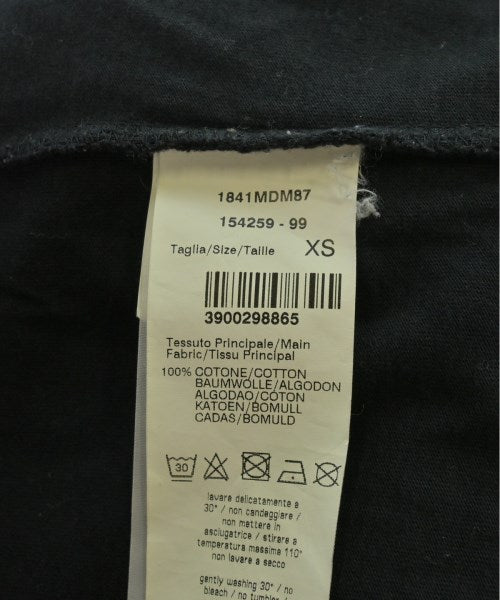 1841MDM87
154259 - 99
Taglia/Size/Taille XS
3900298865
Tessuto Principale/Main
Fabric/Tissu Principal
100% COTONE/COTTON
BAUMWOLLE/ALGODON
ALGODAO/COTON
KATOEN/BOMULL
CADAS/BOMULD
30
lavare delicatamente a
30° / non candeggiare /
non mettere in
asciugatrice / stirare a
temperatura massima 110°
non lavare a secco
gently washing 30° / no
bleach / no tumbler /